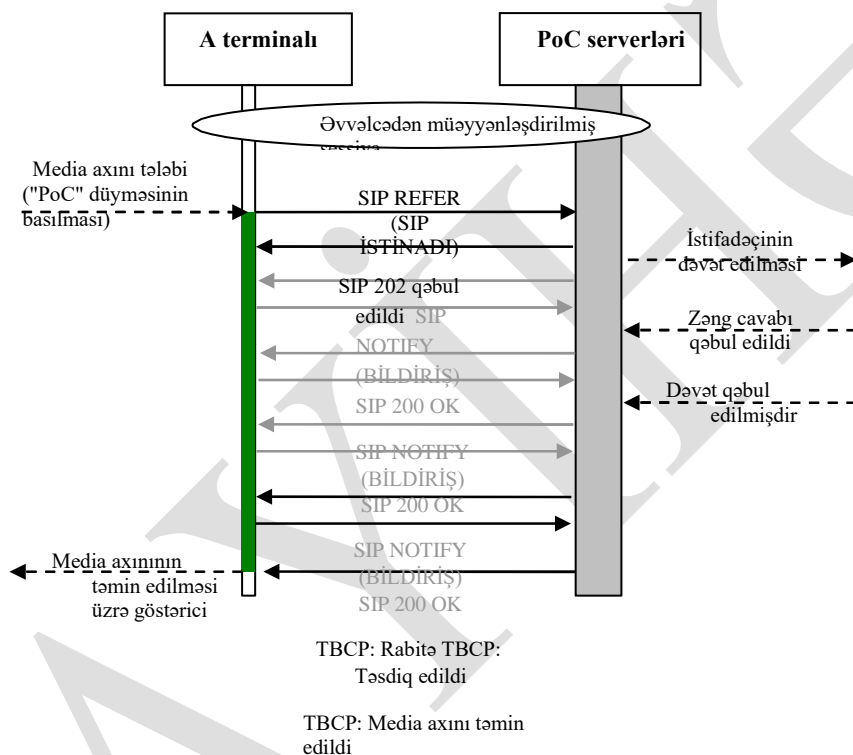 A terminalı
PoC serverləri
Əvvəlcədən müəyyənləşdirilmiş
Media axını tələbi
("PoC" düyməsinin
basılması)
SIP REFER
(SIP
İSTİNADI)
İstifadəçinin
dəvət edilməsi
SIP 202 qəbul
edildi SIP
Zəng cavabı
qəbul edildi
NOTIFY
(BİLDİRİŞ)
SIP 200 OK
Dəvət qəbul
edilmişdir
SIP NOTIFY
(BİLDİRİŞ)
SIP 200 OK
Media axınının
təmin edilməsi
üzrə göstərici
SIP NOTIFY
(BİLDİRİŞ)
SIP 200 OK
TBCP: Rabitə TBCP:
Təsdiq edildi
TBCP: Media axını təmin
edildi